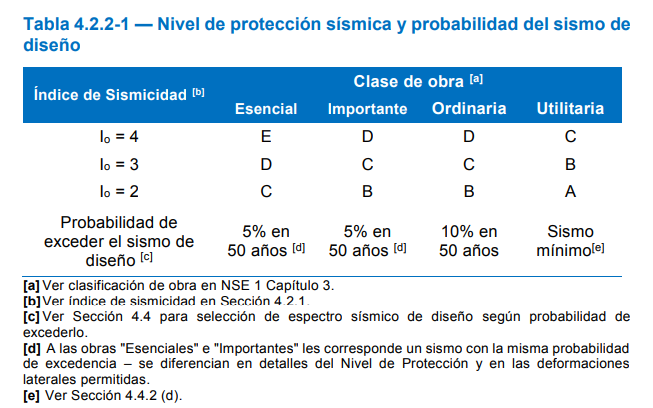 Tabla 4.2.2-1 — Nivel de protección sísmica y probabilidad del sismo de
diseño
Índice de Sismicidad [b]
Clase de obra [a]
Esencial Importante Ordinaria Utilitaria
Iₒ = 4 E D D C
Iₒ = 3 D C C B
Iₒ = 2 C B B A
Probabilidad de
exceder el sismo de
diseño [c]
5% en
50 años [d]
5% en
50 años [d]
10% en
50 años
Sismo
mínimo[e]
[a] Ver clasificación de obra en NSE 1 Capítulo 3.
[b] Ver índice de sismicidad en Sección 4.2.1.
[c] Ver Sección 4.4 para selección de espectro sísmico de diseño según probabilidad de
excederlo.
[d] A las obras "Esenciales" e "Importantes" les corresponde un sismo con la misma probabilidad
de excedencia – se diferencian en detalles del Nivel de Protección y en las deformaciones
laterales permitidas.
[e] Ver Sección 4.4.2 (d).